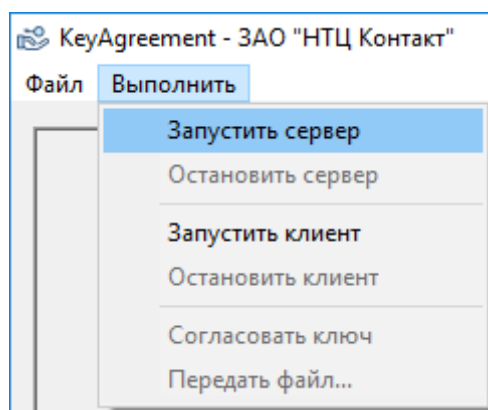 KeyAgreement - ЗАО "НТЦ Контакт"
Файл Выполнить
Запустить сервер
Остановить сервер
Запустить клиент
Остановить клиент
Согласовать ключ
Передать файл...